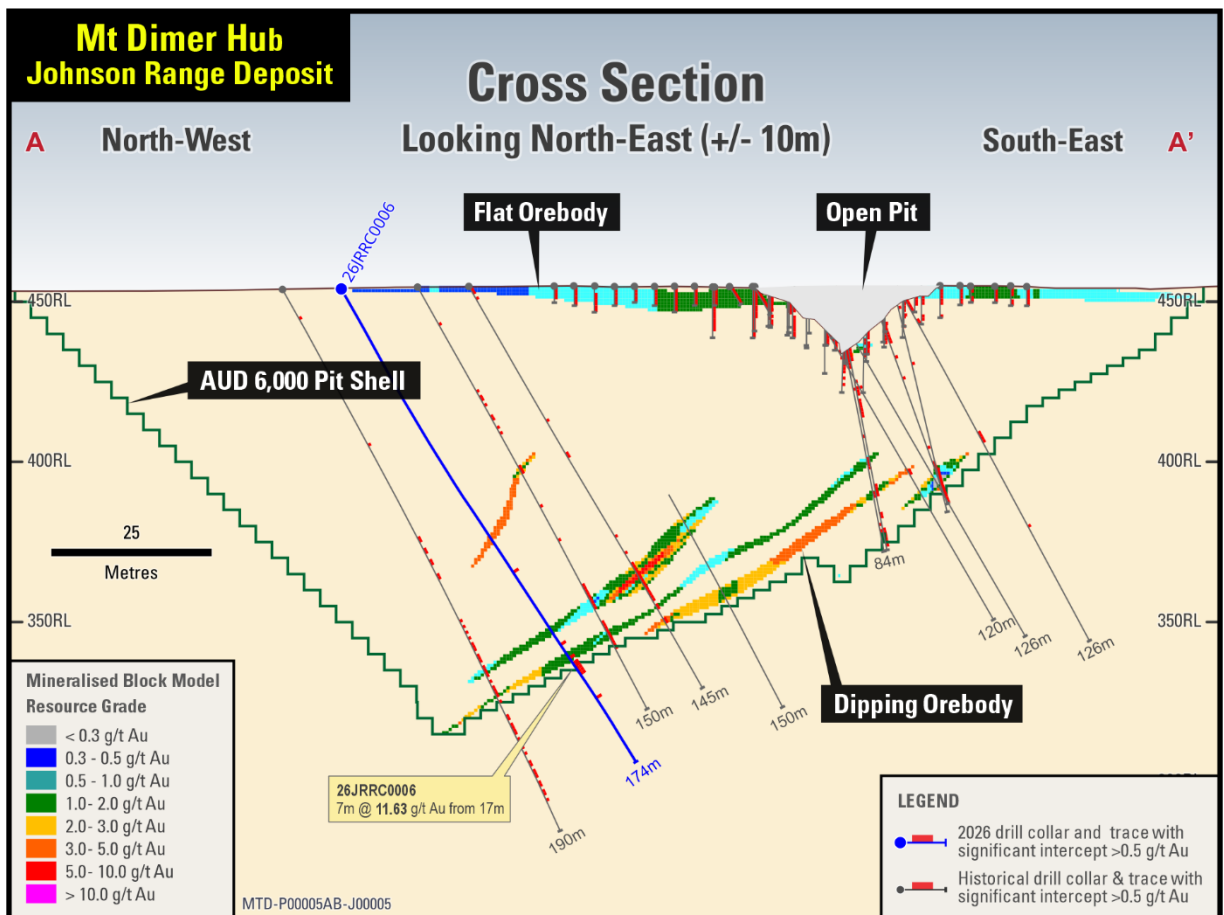 Mt Dimer Hub
Johnson Range Deposit
Cross Section
Looking North-East (+/- 10m)
A
North-West
South-East
A'
26JRRC0006
Flat Orebody
Open Pit
450RL
450RL
AUD 6,000 Pit Shell
400RL
400RL
25
Metres
84m
350RL
350RL
120m
126m
126m
150m
145m
150m
Dipping Orebody
174m
190m
26JRRC0006
7m @ 11.63 g/t Au from 17m
Mineralised Block Model
Resource Grade
< 0.3 g/t Au
0.3 - 0.5 g/t Au
0.5 - 1.0 g/t Au
1.0- 2.0 g/t Au
2.0- 3.0 g/t Au
3.0- 5.0 g/t Au
5.0- 10.0 g/t Au
> 10.0 g/t Au
MTD-P00005AB-J00005
LEGEND
2026 drill collar and trace with
significant intercept >0.5 g/t Au
Historical drill collar & trace with
significant intercept >0.5 g/t Au